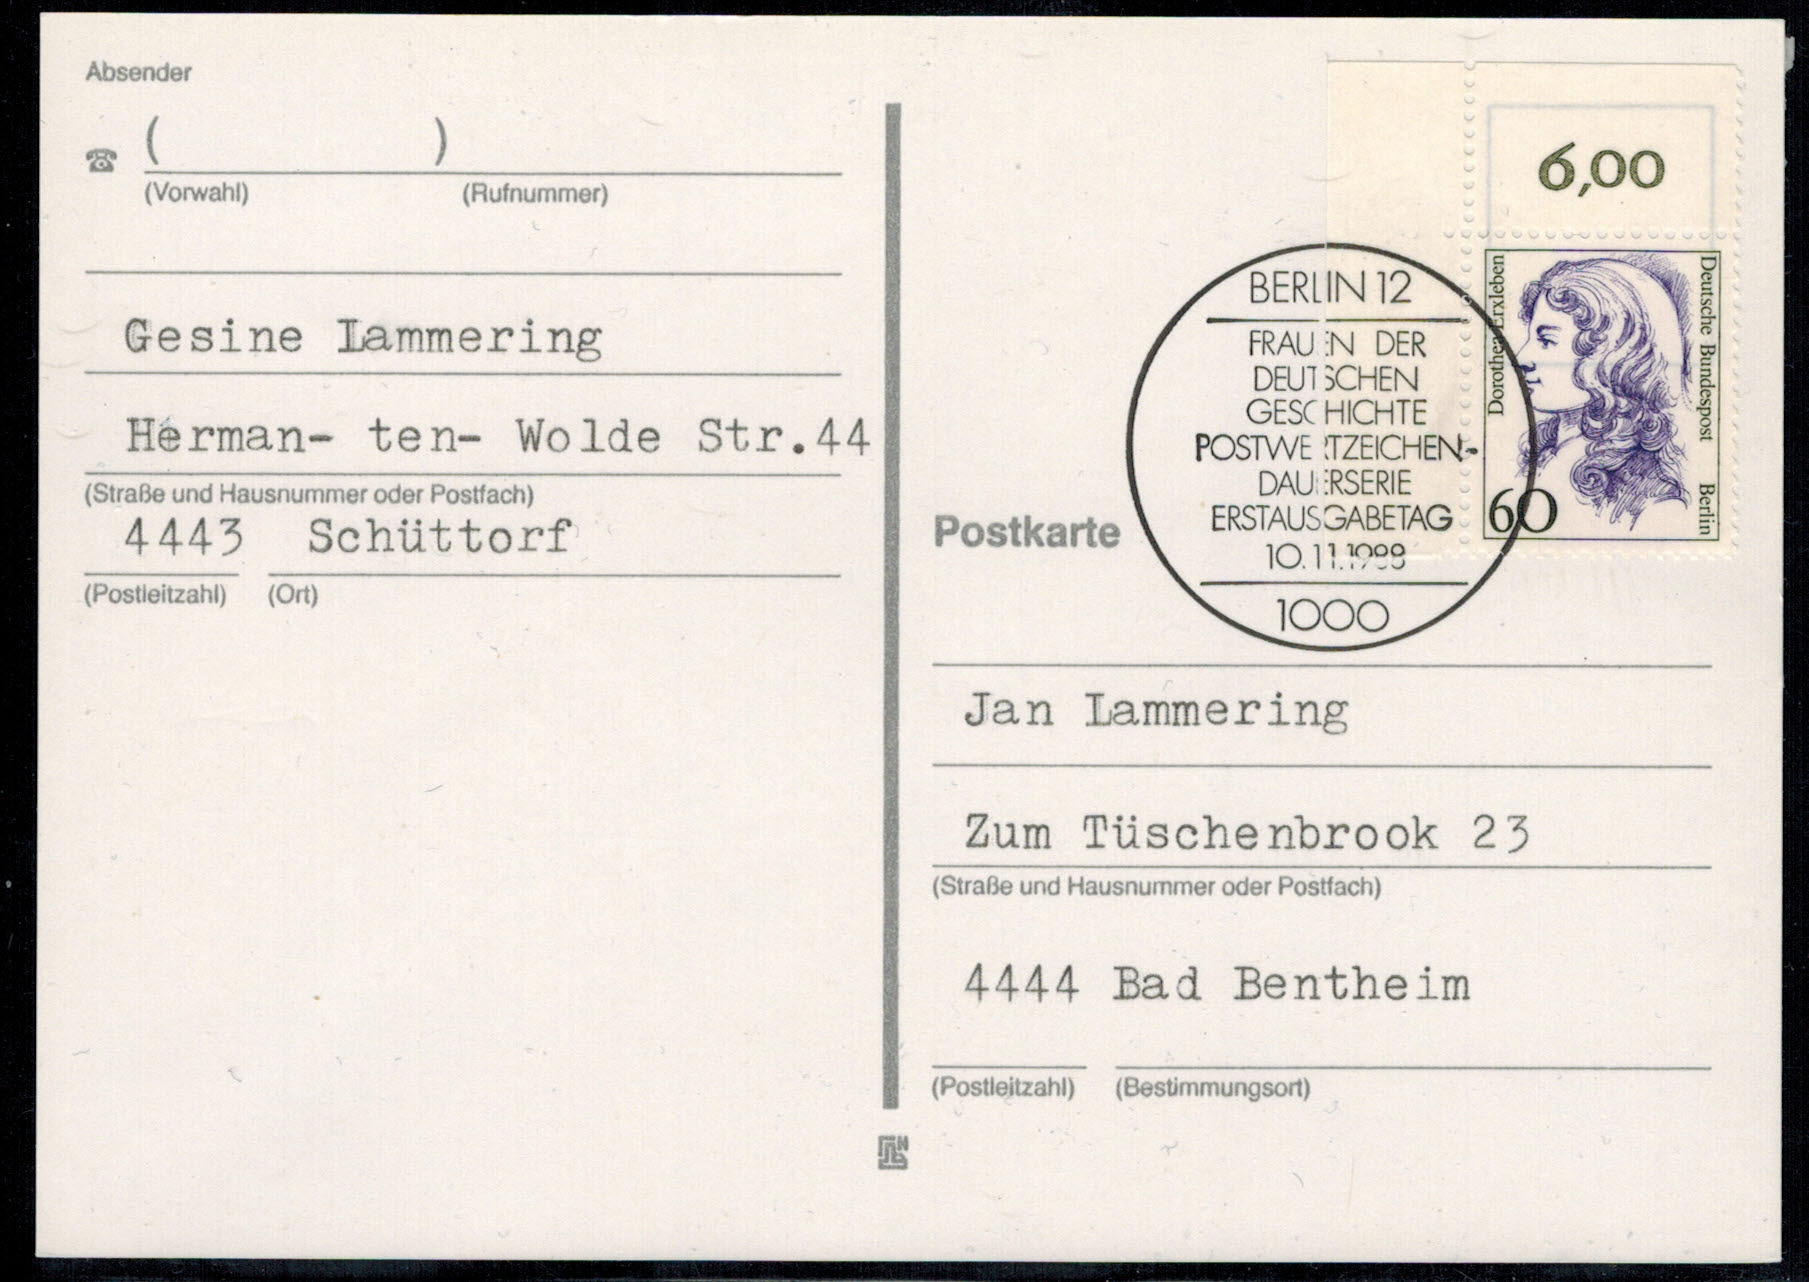 Absender
( )
(Vorwahl) (Rufnummer)
Gesine Lammering
Herman- ten- Wolde Str.44
(Straße und Hausnummer oder Postfach)
4443 Schüttorf
(Postleitzahl) (Ort)
6,00
Dorothea Erxleben
Deutsche Bundespost Berlin
60
BERLIN 12
FRAUEN DER
DEUTSCHEN
GESCHICHTE
POSTWERTZEICHEN-
DAUERSERIE
ERSTAUSGABETAG
10.11.1988
1000
Postkarte
Jan Lammering
Zum Tüschenbrook 23
(Straße und Hausnummer oder Postfach)
4444 Bad Bentheim
(Postleitzahl) (Bestimmungsort)